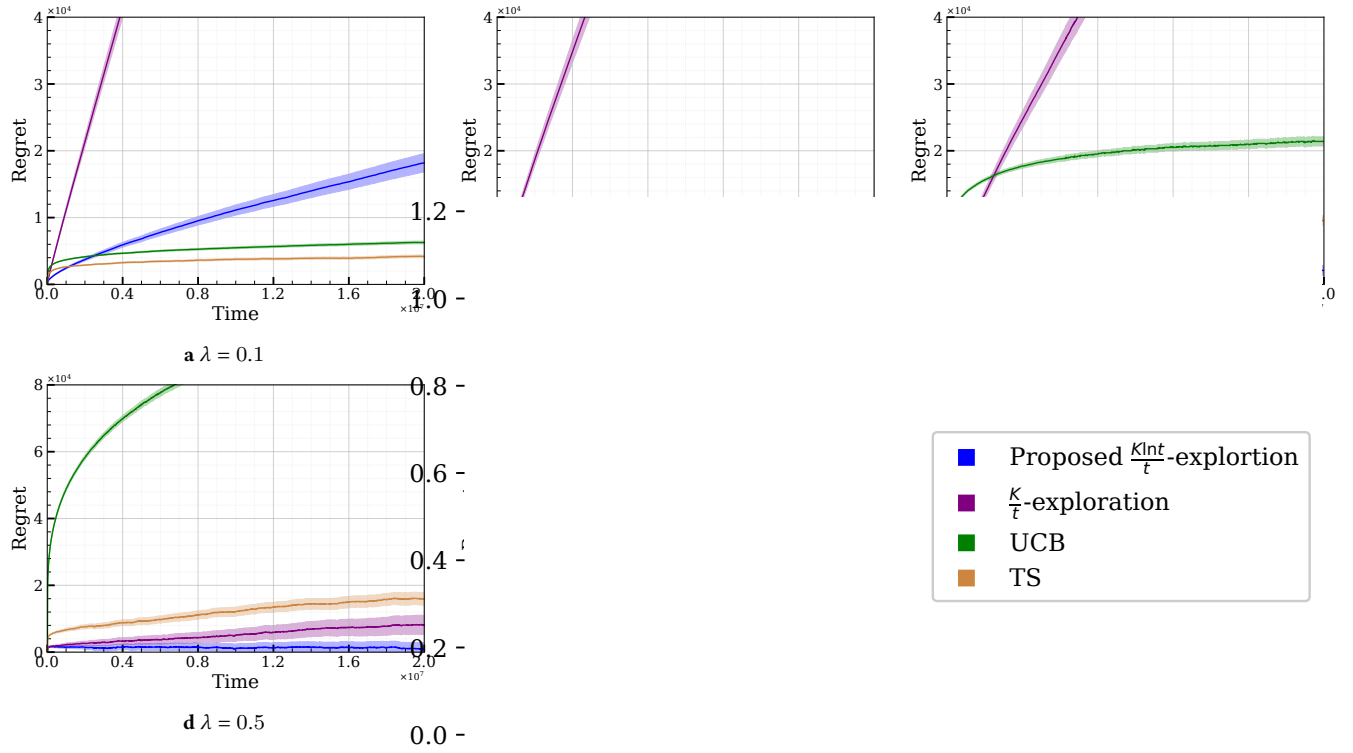 ×10⁴
4
3
2
1
0
Regret
0.0 0.4 0.8 1.2 1.6 2.0
×10⁷
Time
a λ = 0.1
×10⁴
4
3
2
Regret
×10⁴
4
3
2
Regret
.0
1.2
1.0
0.8
0.6
0.4
0.2
0.0
×10⁴
8
6
4
2
0
Regret
0.0 0.4 0.8 1.2 1.6 2.0
×10⁷
Time
d λ = 0.5
Proposed Klnt/t-explortion
K/t-exploration
UCB
TS